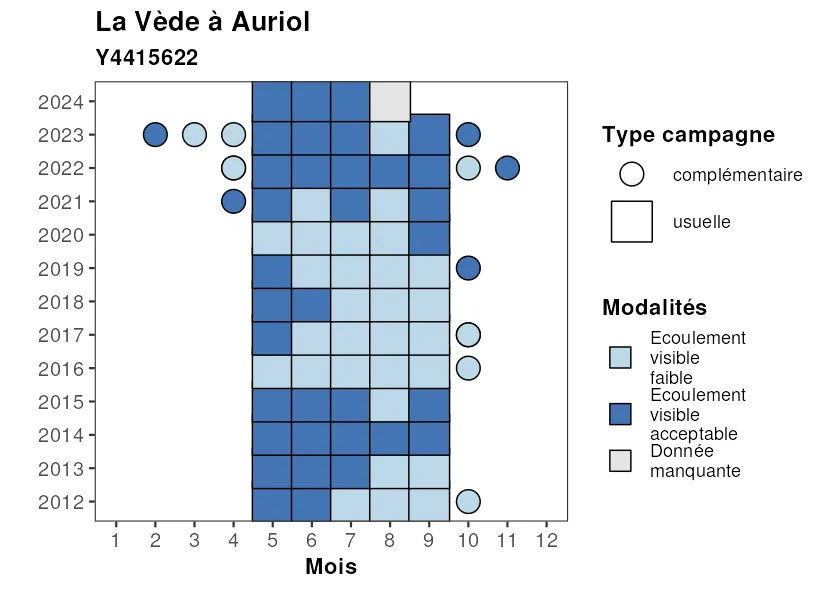 La Vède à Auriol
Y4415622
2024
2023
2022
2021
2020
2019
2018
2017
2016
2015
2014
2013
2012
1 2 3 4 5 6 7 8 9 10 11 12
Mois
Type campagne
complémentaire
usuelle
Modalités
Ecoulement
visible
faible
Ecoulement
visible
acceptable
Donnée
manquante